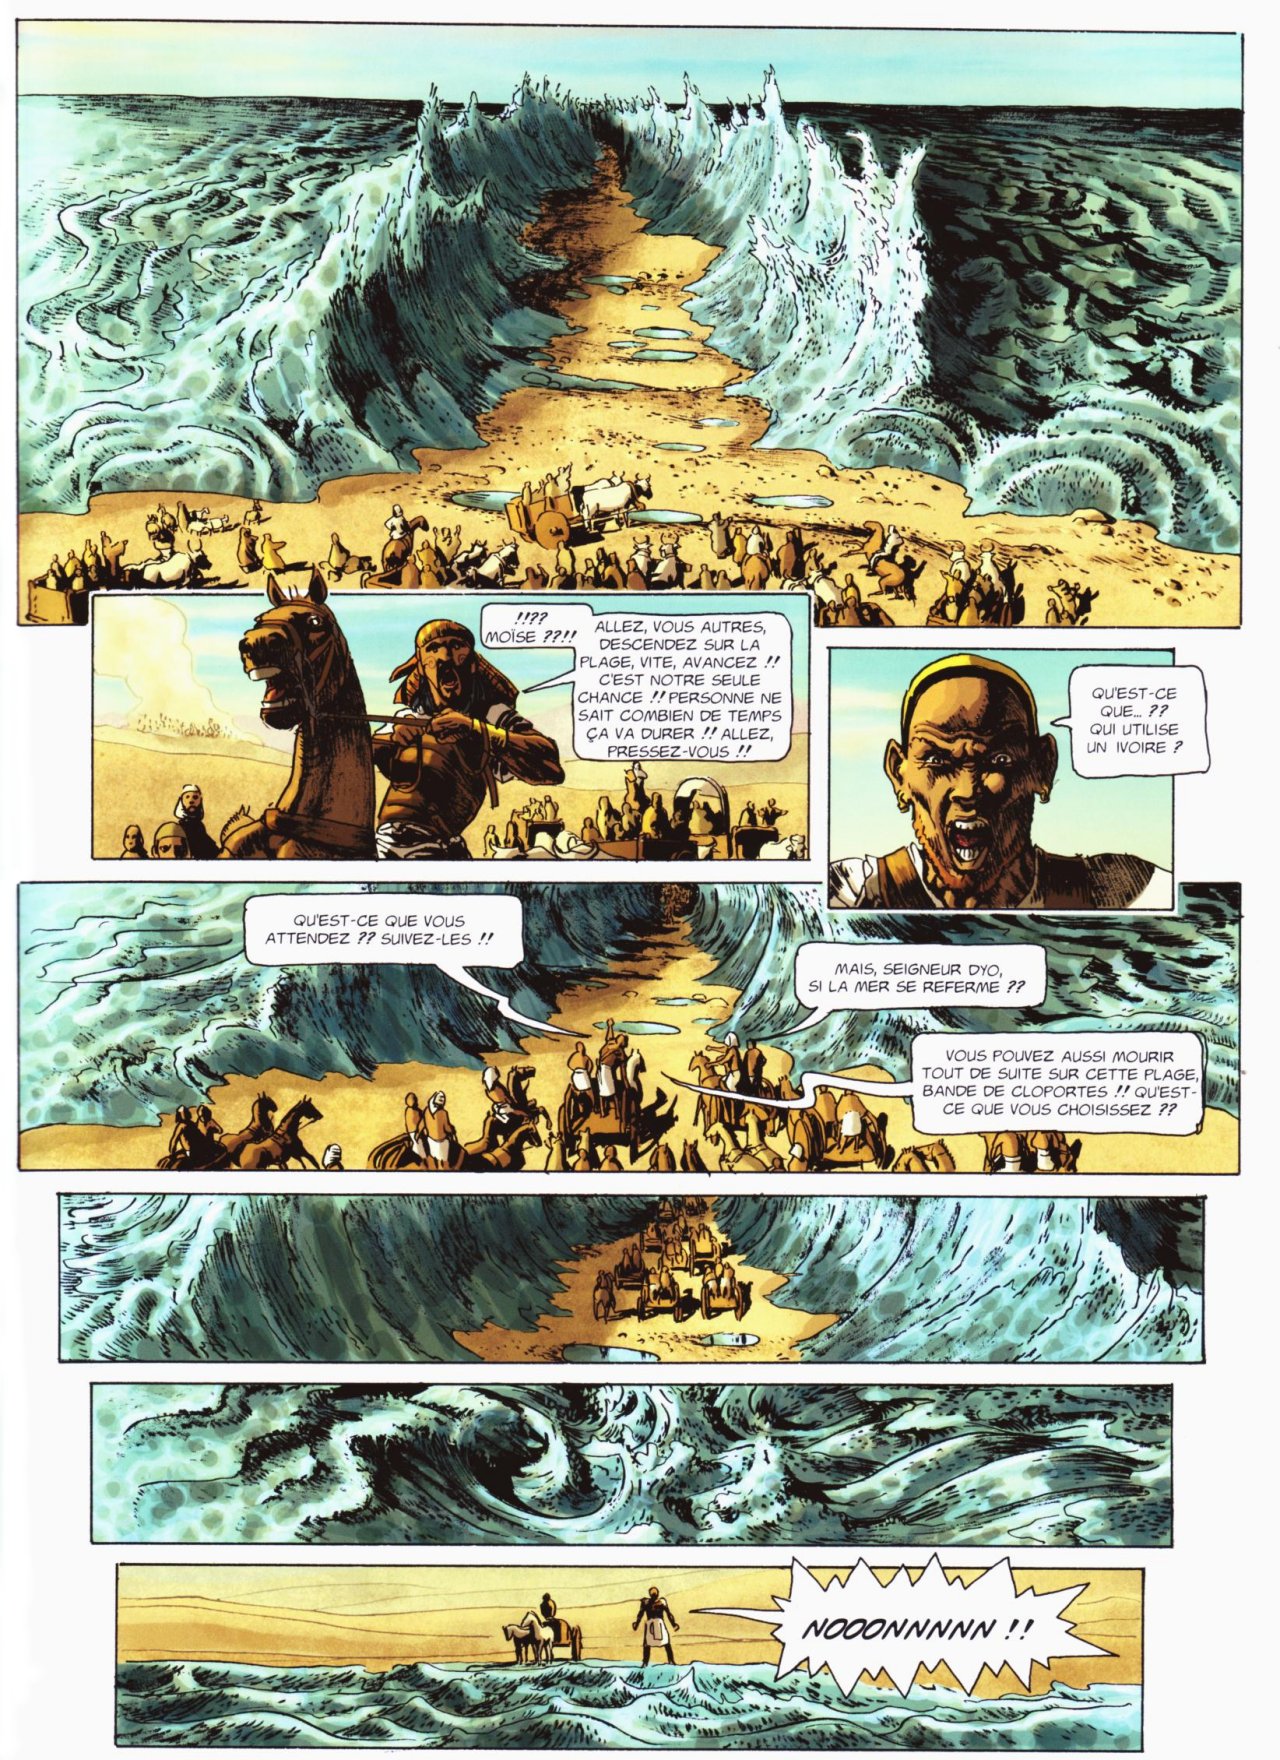 !!??
MOÏSE ??!!
ALLEZ, VOUS AUTRES,
DESCENDEZ SUR LA
PLAGE, VITE, AVANCEZ !!
C'EST NOTRE SEULE
CHANCE !! PERSONNE NE
SAIT COMBIEN DE TEMPS
ÇA VA DURER !! ALLEZ,
PRESSEZ-VOUS !!
QU'EST-CE
QUE... ??
QUI UTILISE
UN IVOIRE ?
QU'EST-CE QUE VOUS
ATTENDEZ ?? SUIVEZ-LES !!
MAIS, SEIGNEUR DYO,
SI LA MER SE REFERME ??
VOUS POUVEZ AUSSI MOURIR
TOUT DE SUITE SUR CETTE PLAGE,
BANDE DE CLOPORTES !! QU'EST-
CE QUE VOUS CHOISISSEZ ??
NOOONNNNN !!